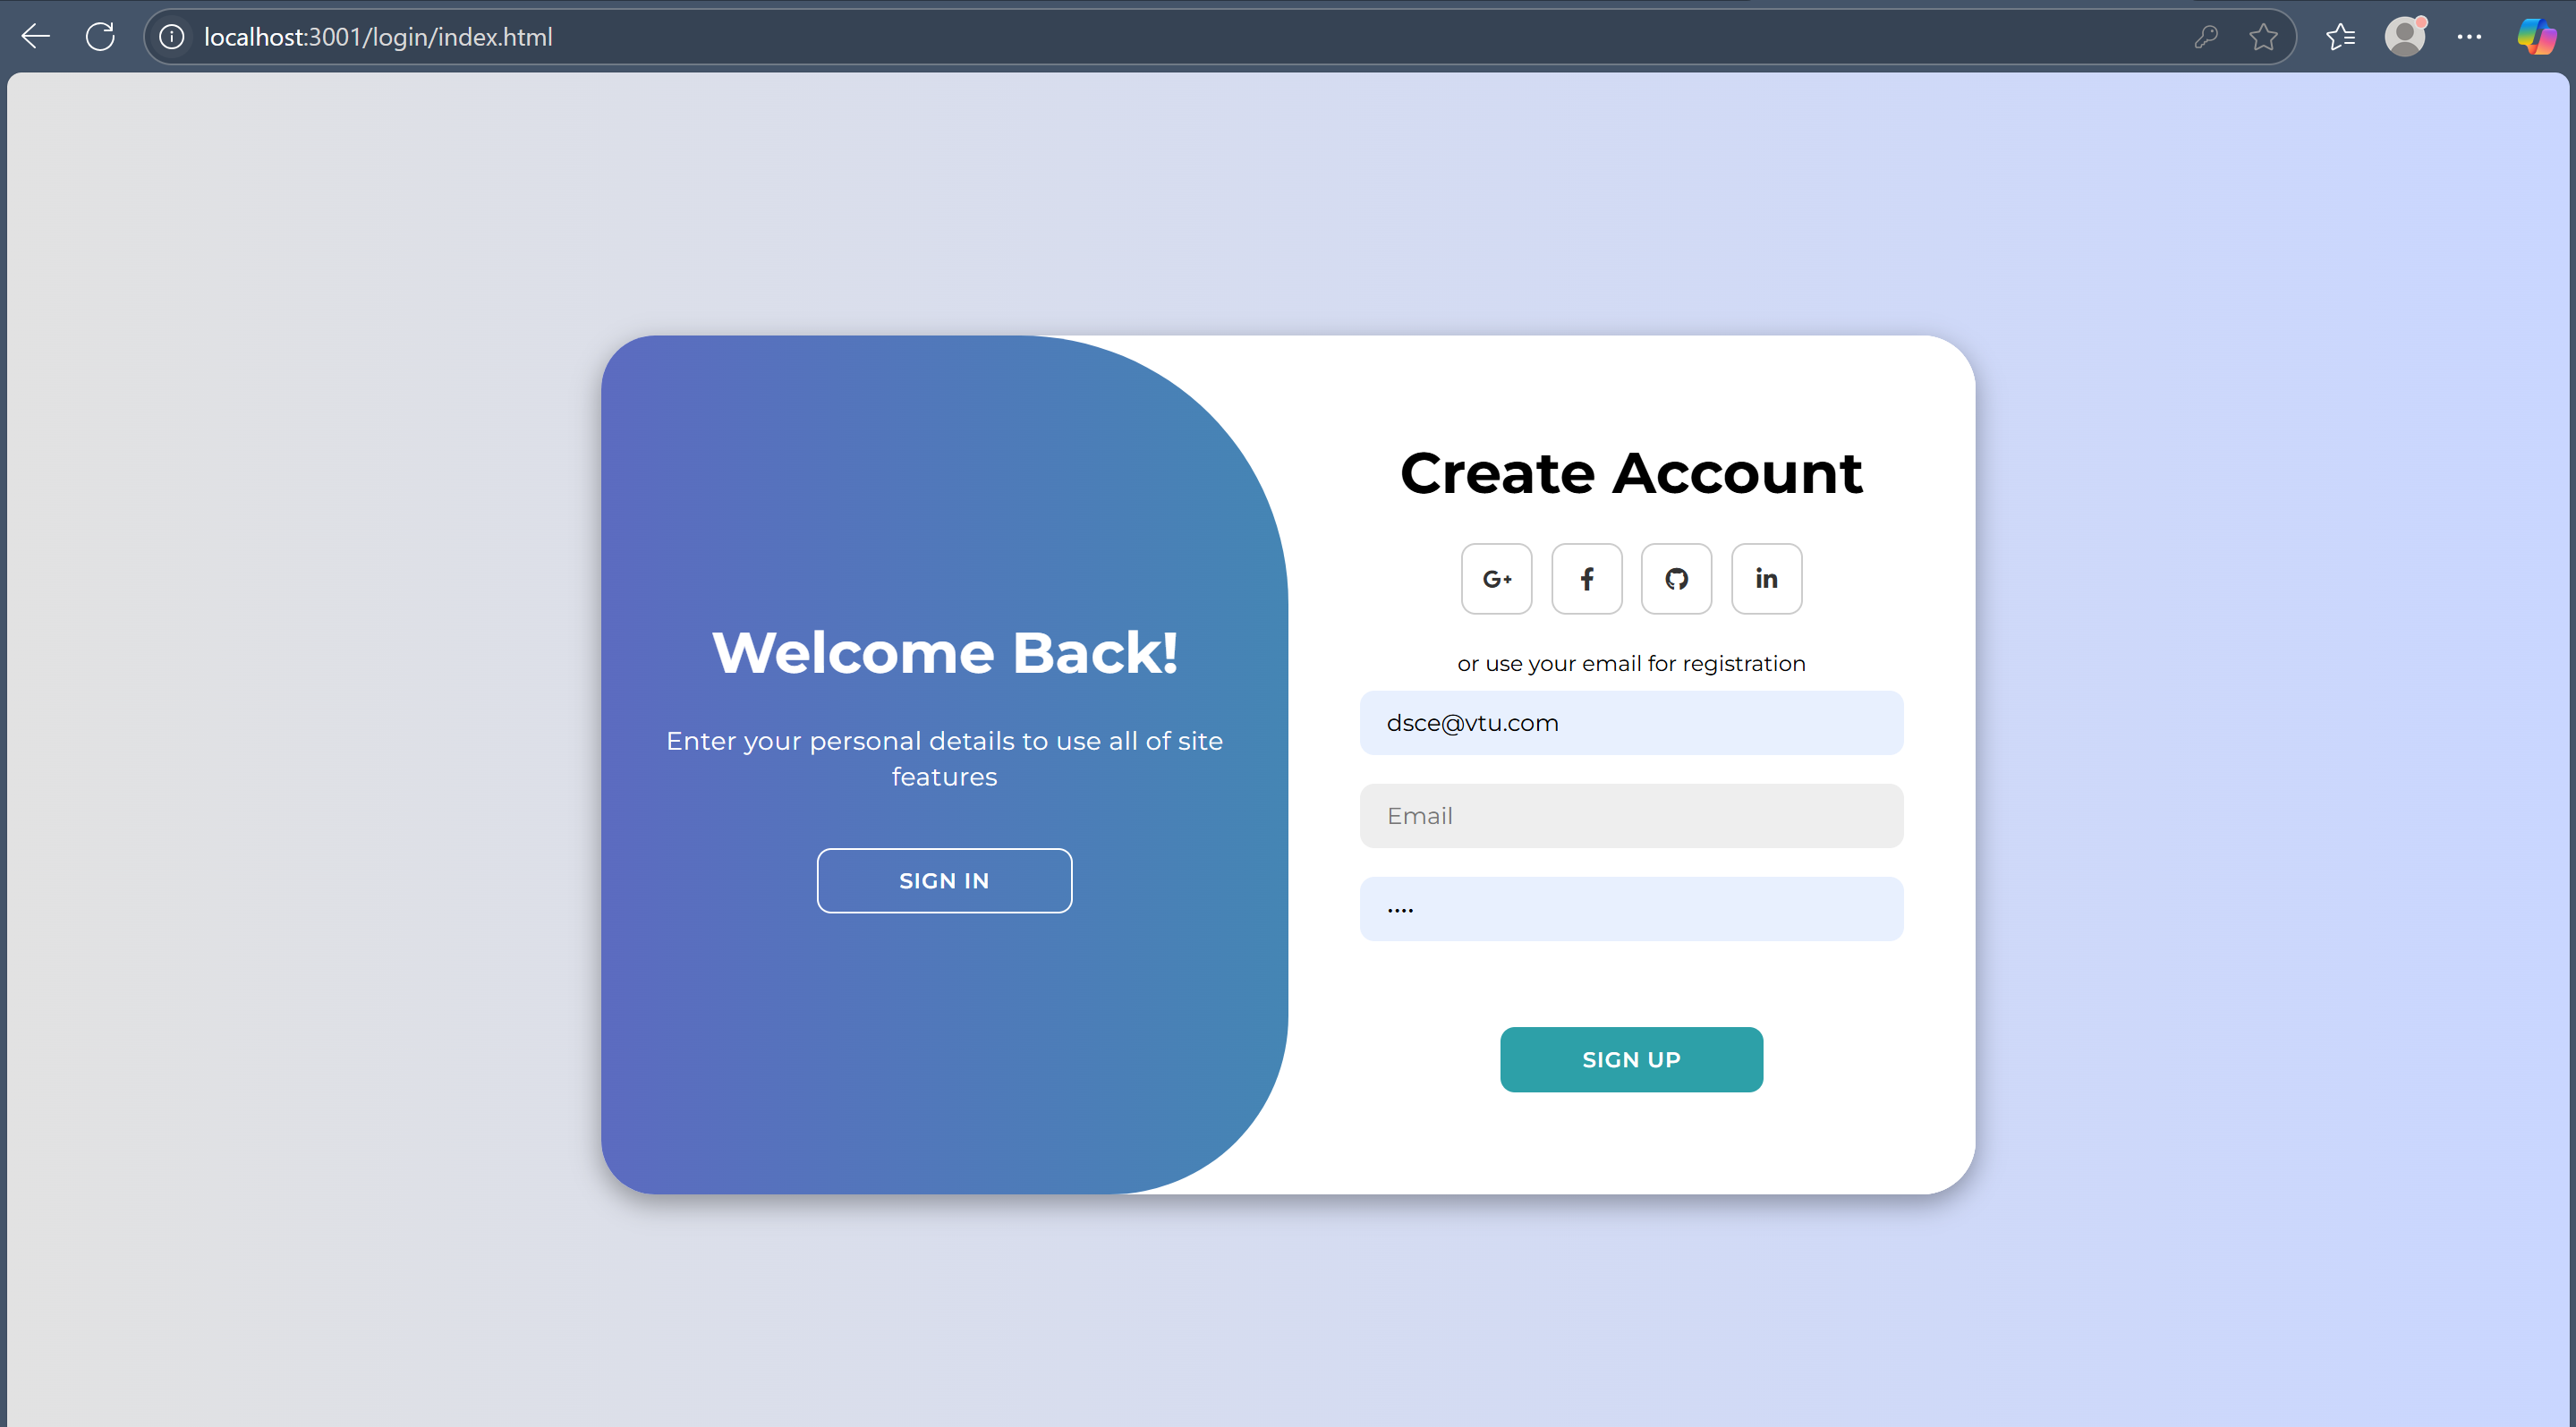 localhost:3001/login/index.html
Welcome Back!
Enter your personal details to use all of site
features
SIGN IN
Create Account
G+
f
in
or use your email for registration
dsce@vtu.com
Email
••••
SIGN UP